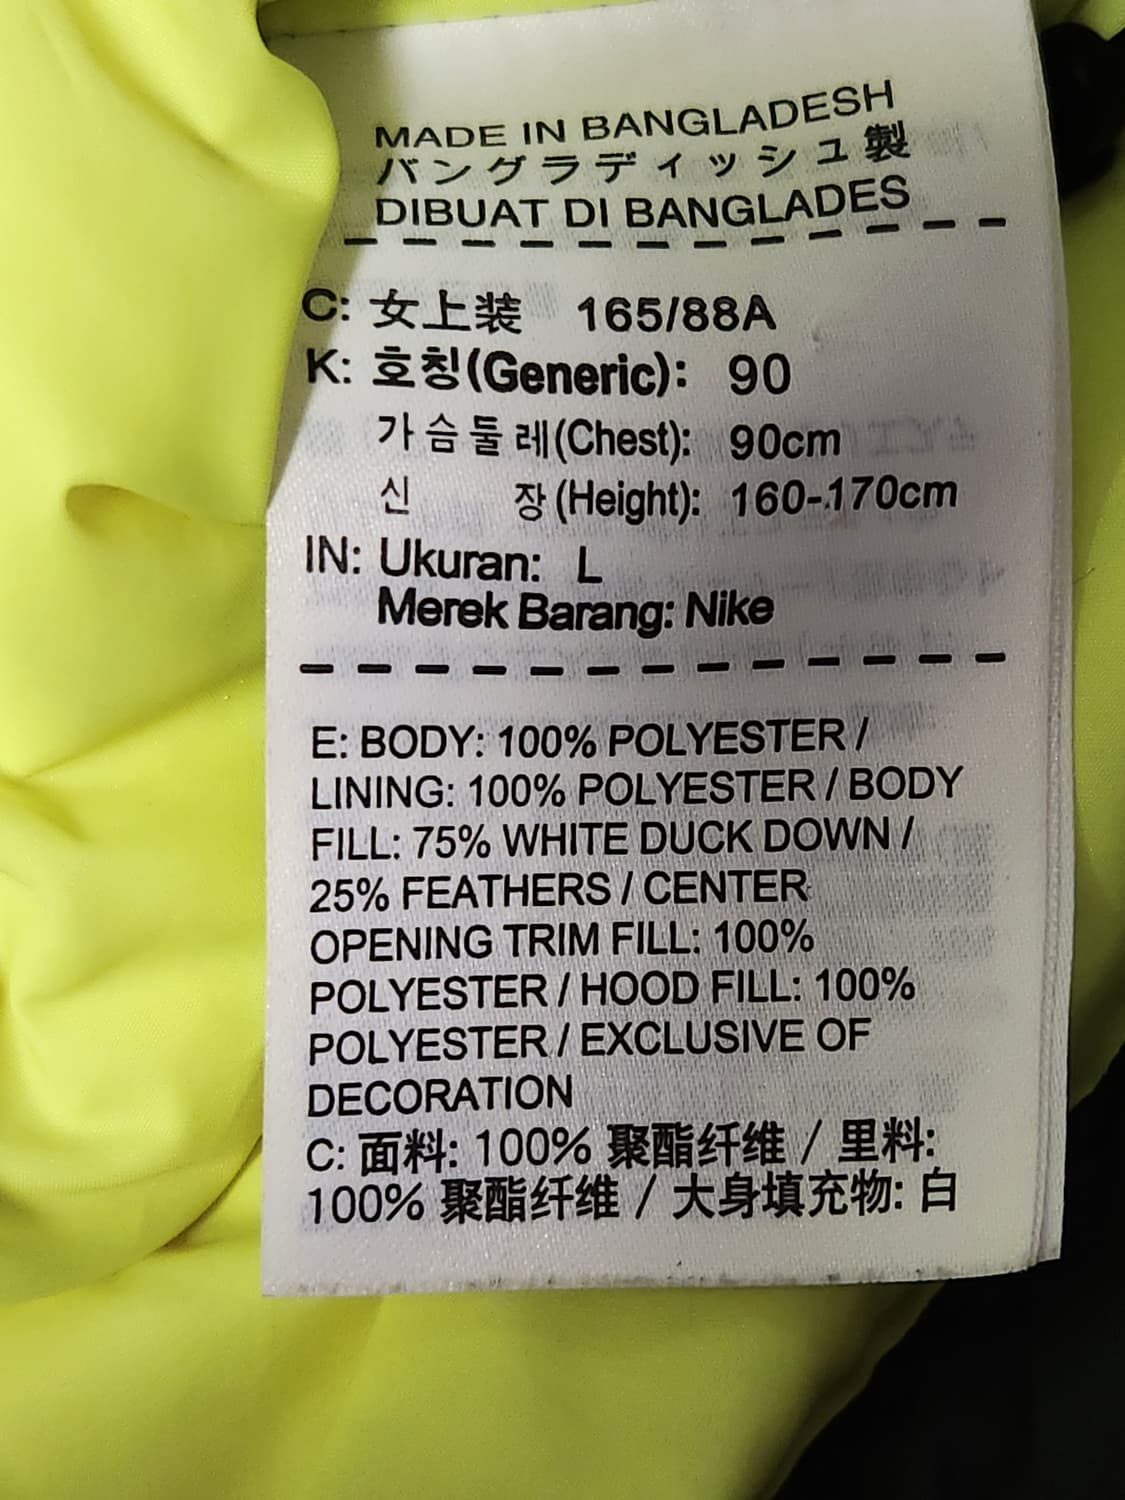 MADE IN BANGLADESH
バングラディッシュ製
DIBUAT DI BANGLADES
C: 女上装 165/88A
K: 호칭(Generic): 90
가슴둘레(Chest): 90cm
신 장(Height): 160-170cm
IN: Ukuran: L
Merek Barang: Nike
E: BODY: 100% POLYESTER /
LINING: 100% POLYESTER / BODY
FILL: 75% WHITE DUCK DOWN /
25% FEATHERS / CENTER
OPENING TRIM FILL: 100%
POLYESTER / HOOD FILL: 100%
POLYESTER / EXCLUSIVE OF
DECORATION
C: 面料: 100% 聚酯纤维 / 里料:
100% 聚酯纤维 / 大身填充物: 白